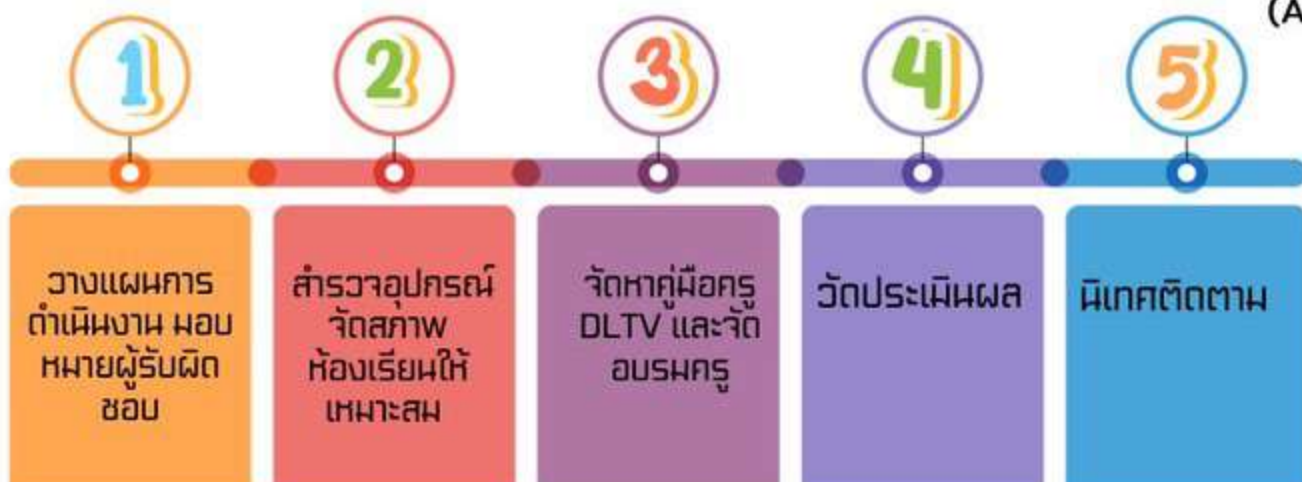 (A
1
2
3
4
5
วางแผนการ
ดำเนินงาน มอบ
หมายผู้รับผิด
ชอบ
สำรวจอุปกรณ์
จัดสภาพ
ห้องเรียนให้
เหมาะสม
จัดหาคู่มือครู
DLTV และจัด
อบรมครู
วัดประเมินผล
นิเทศติดตาม